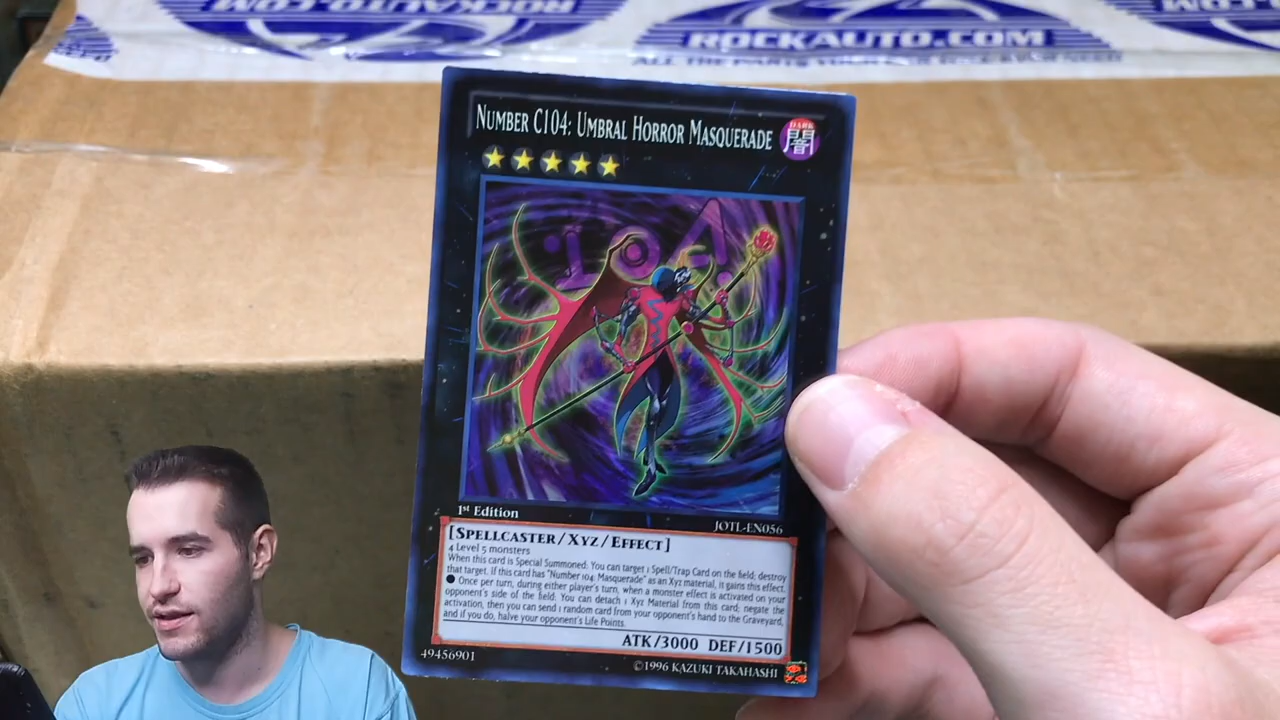 ROCKAUTO.COM
ROCKAUTO.COM
.COM
ALL THE PARTS YOUR CAR WILL EVER NEED
NUMBER C104: UMBRAL HORROR MASQUERADE
DARK
闇
104
1st Edition
JOTL-EN056
[SPELLCASTER/XYZ/EFFECT]
4 Level 5 monsters
When this card is Special Summoned: You can target 1 Spell/Trap Card on the field; destroy
that target. If this card has "Number 104: Masquerade" as an Xyz material, it gains this effect.
● Once per turn, during either player's turn, when a monster effect is activated on your
opponent's side of the field: You can detach 1 Xyz Material from this card; negate the
activation, then you can send 1 random card from your opponent's hand to the Graveyard,
and if you do, halve your opponent's Life Points.
ATK/3000 DEF/1500
49456901
©1996 KAZUKI TAKAHASHI